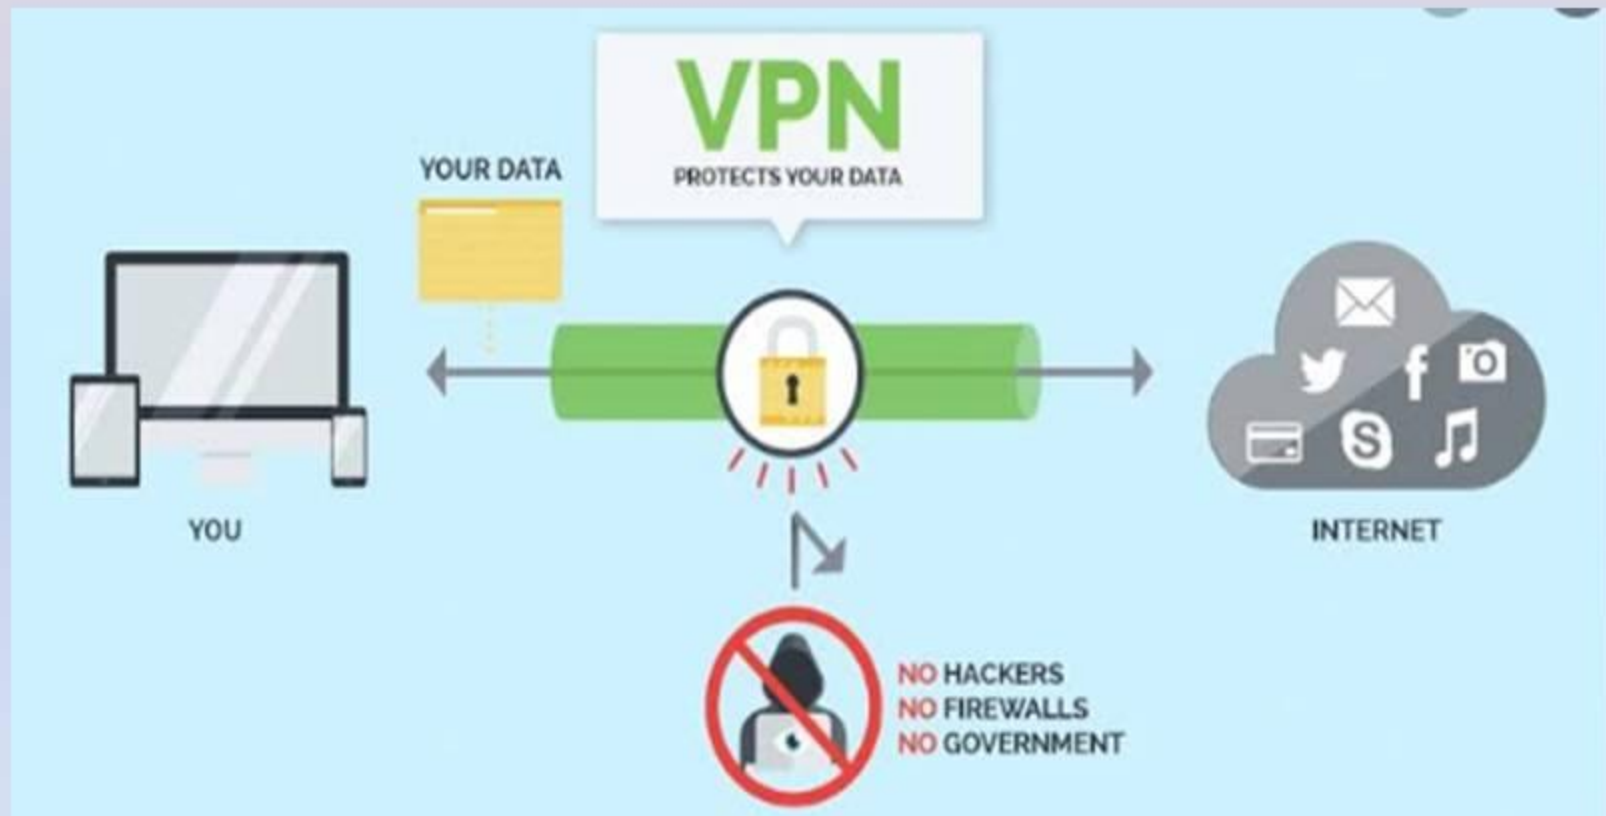 VPN
PROTECTS YOUR DATA
YOUR DATA
YOU
INTERNET
NO HACKERS
NO FIREWALLS
NO GOVERNMENT